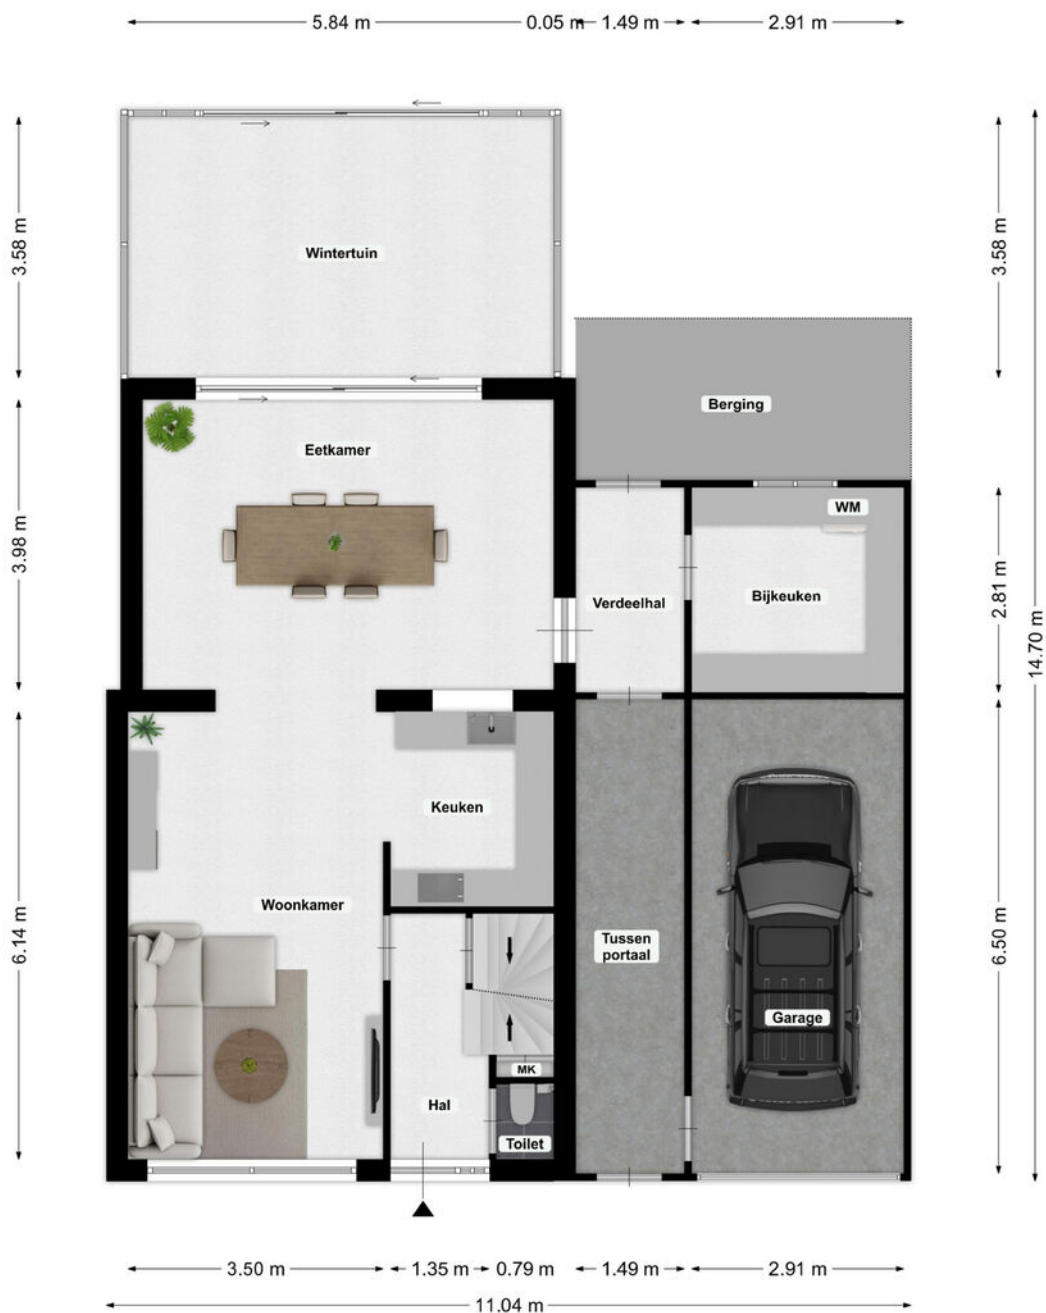 5.84 m
0.05 m
1.49 m
2.91 m
3.58 m
3.58 m
Wintertuin
Berging
Eetkamer
WM
3.98 m
2.81 m
Verdeelhal
Bijkeuken
14.70 m
Keuken
Woonkamer
6.14 m
Tussen
portaal
6.50 m
Garage
MK
Hal
Toilet
3.50 m
1.35 m
0.79 m
1.49 m
2.91 m
11.04 m